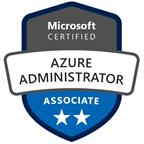 Microsoft
CERTIFIED
AZURE
ADMINISTRATOR
ASSOCIATE